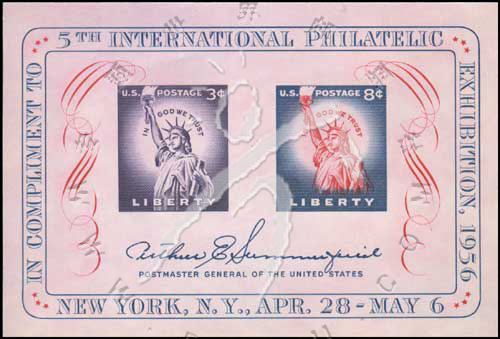 5TH INTERNATIONAL PHILATELIC
IN COMPLIMENT TO
EXHIBITION, 1956
U.S. POSTAGE 3¢
IN GOD WE TRUST
LIBERTY
U.S. POSTAGE 8¢
IN GOD WE TRUST
LIBERTY
Arthur E Summerfield
POSTMASTER GENERAL OF THE UNITED STATES
NEW YORK, N.Y., APR. 28-MAY 6